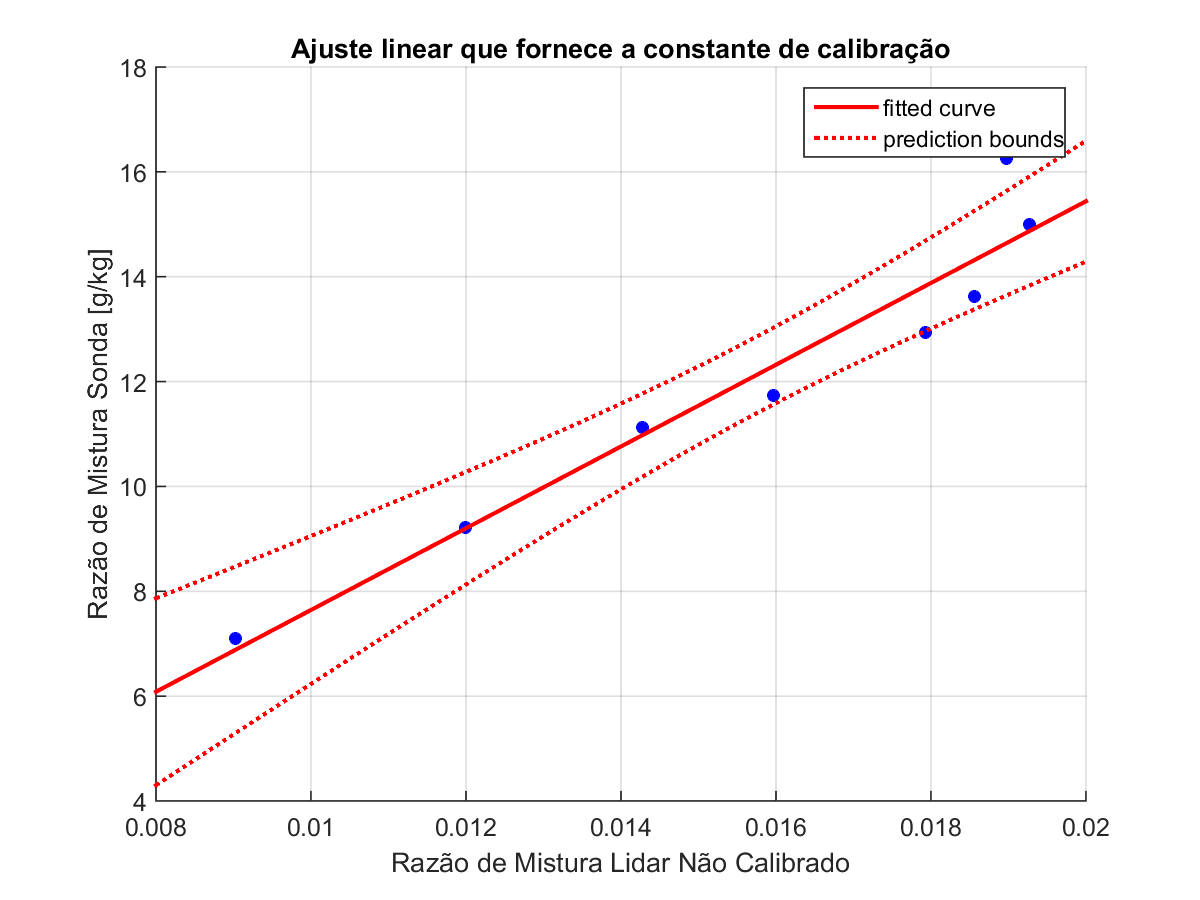 Ajuste linear que fornece a constante de calibração
18
16
14
12
10
8
6
4
Razão de Mistura Sonda [g/kg]
fitted curve
prediction bounds
0.008 0.01 0.012 0.014 0.016 0.018 0.02
Razão de Mistura Lidar Não Calibrado